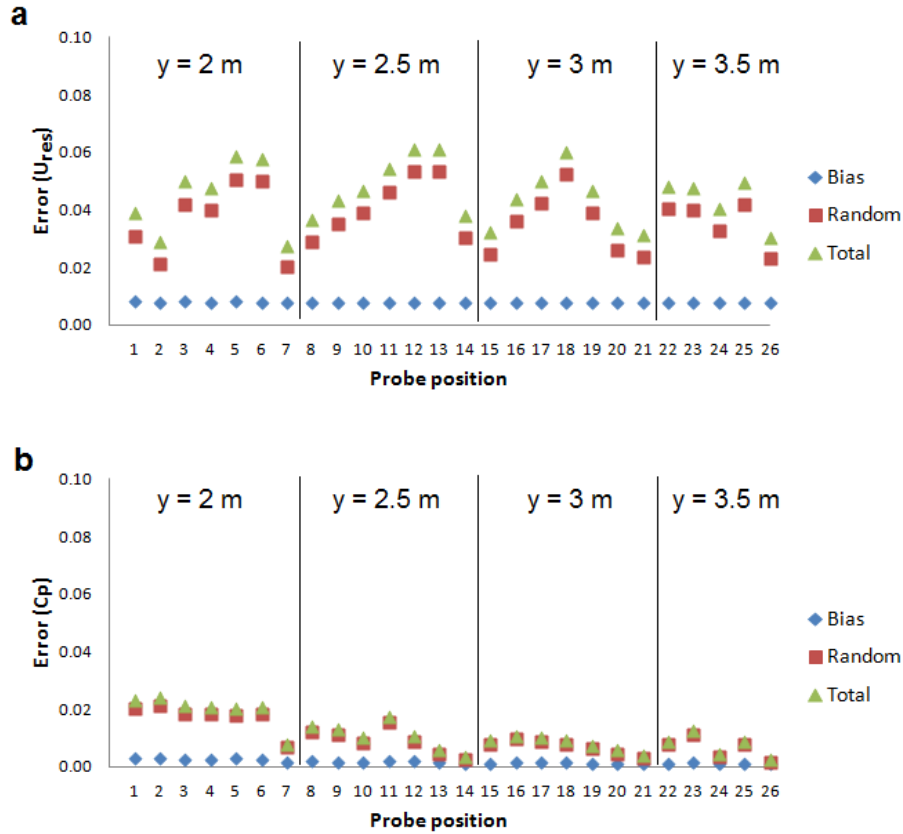 a
0.10
0.08
0.06
0.04
0.02
0.00
Error (Ures)
y = 2 m
y = 2.5 m
y = 3 m
y = 3.5 m
1 2 3 4 5 6 7 8 9 10 11 12 13 14 15 16 17 18 19 20 21 22 23 24 25 26
Probe position
Bias
Random
Total
b
0.10
0.08
0.06
0.04
0.02
0.00
Error (Cp)
y = 2 m
y = 2.5 m
y = 3 m
y = 3.5 m
1 2 3 4 5 6 7 8 9 10 11 12 13 14 15 16 17 18 19 20 21 22 23 24 25 26
Probe position
Bias
Random
Total